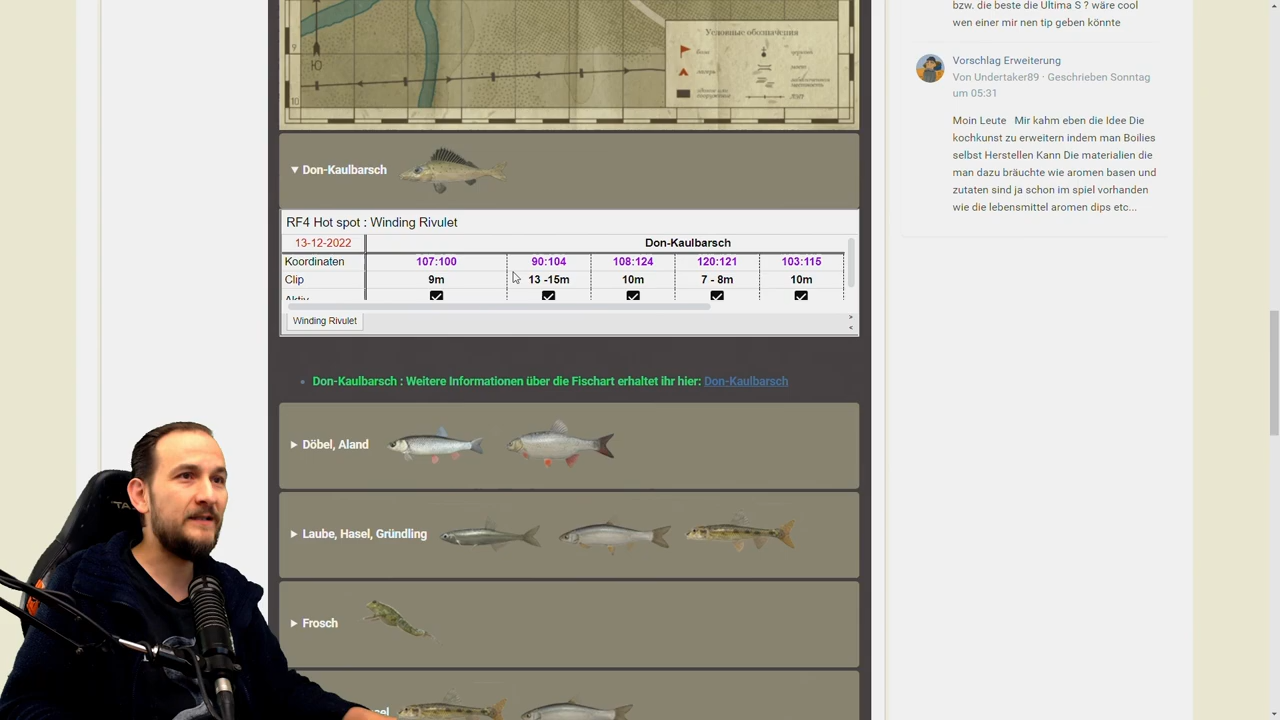 bzw. die beste die Ultima S ? wäre cool
wen einer mir nen tip geben könnte
Vorschlag Erweiterung
Von Undertaker89 · Geschrieben Sonntag
um 05:31
Moin Leute   Mir kahm eben die Idee Die
kochkunst zu erweitern indem man Boilies
selbst Herstellen Kann Die materialien die
man dazu bräuchte wie aromen basen und
zutaten sind ja schon im spiel vorhanden
wie die lebensmittel aromen dips etc...
Условные обозначения
9
Ю
10
Don-Kaulbarsch
RF4 Hot spot : Winding Rivulet
13-12-2022 Don-Kaulbarsch
Koordinaten 107:100 90:104 108:124 120:121 103:115
Clip 9m 13 -15m 10m 7 - 8m 10m
Aktiv
Winding Rivulet
Don-Kaulbarsch : Weitere Informationen über die Fischart erhaltet ihr hier: Don-Kaulbarsch
Döbel, Aland
Laube, Hasel, Gründling
Frosch